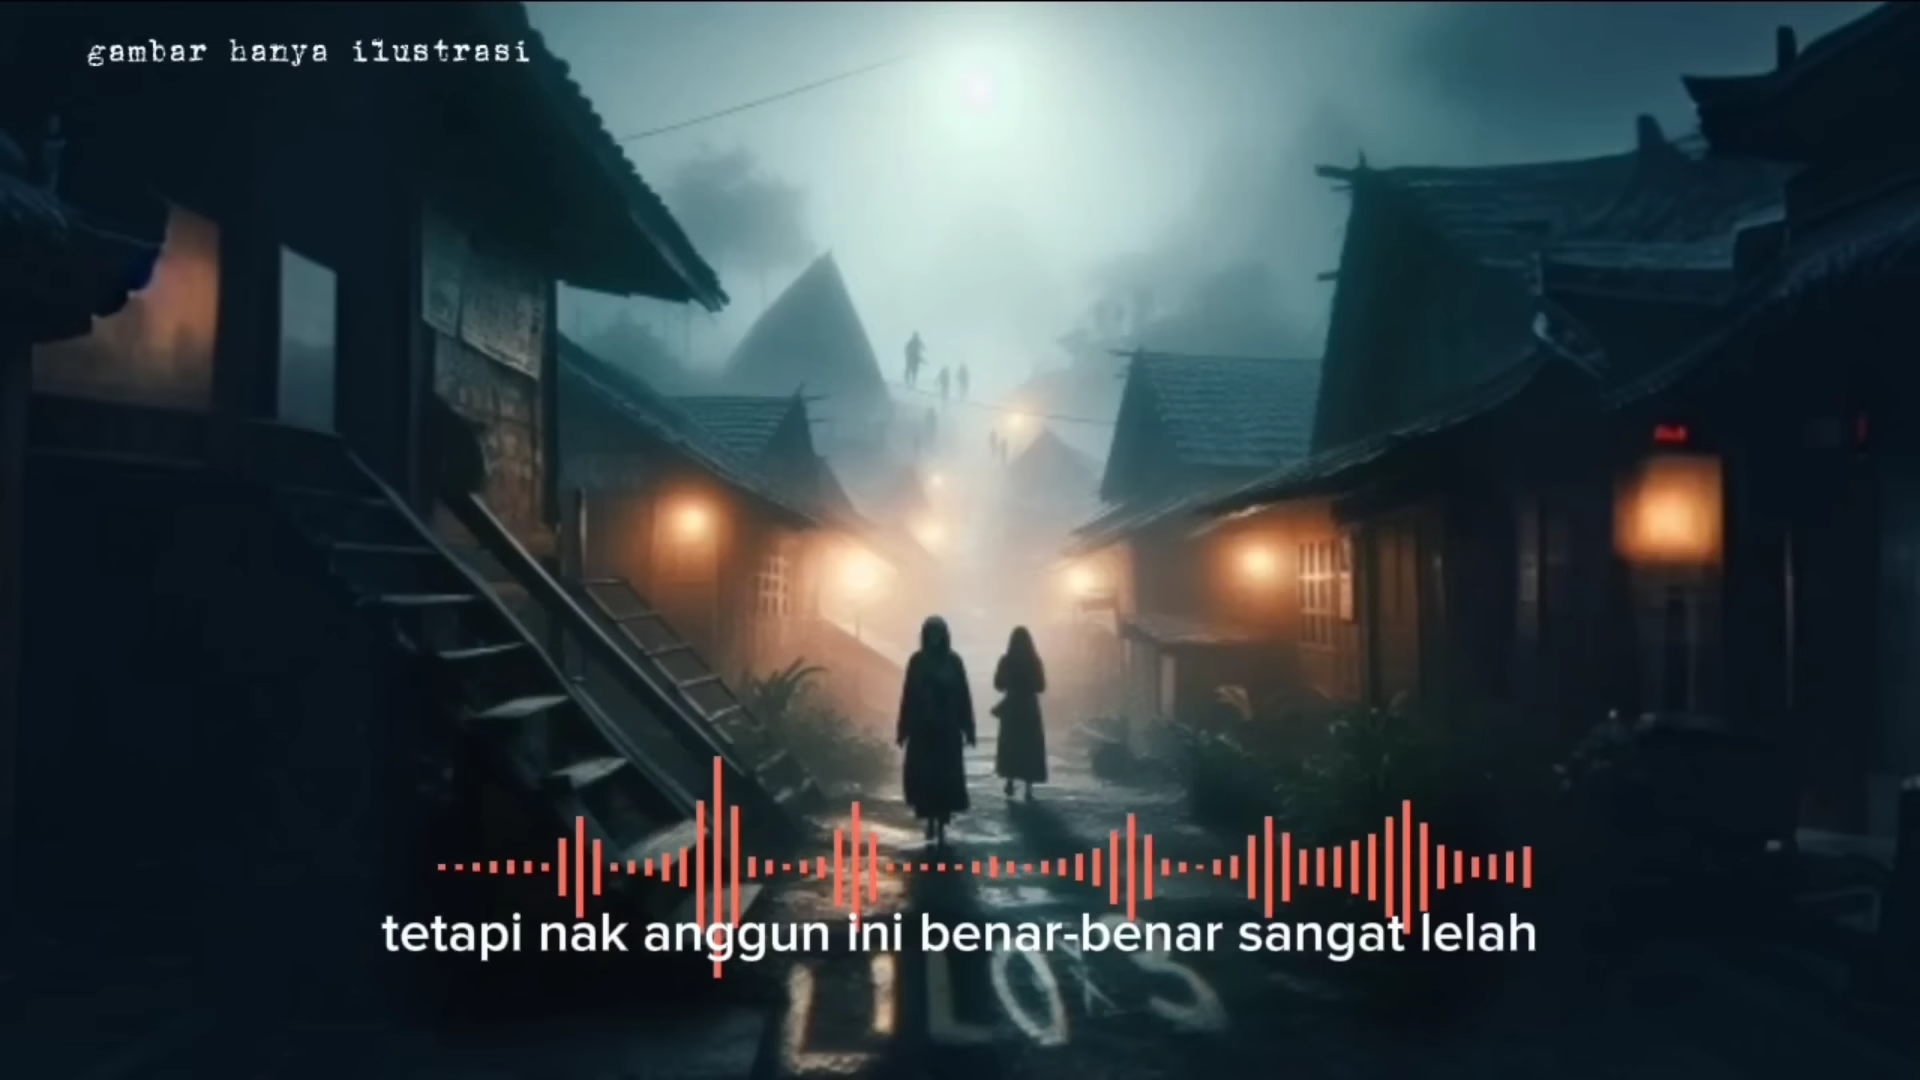 gambar hanya ilustrasi
tetapi nak anggun ini benar-benar sangat lelah